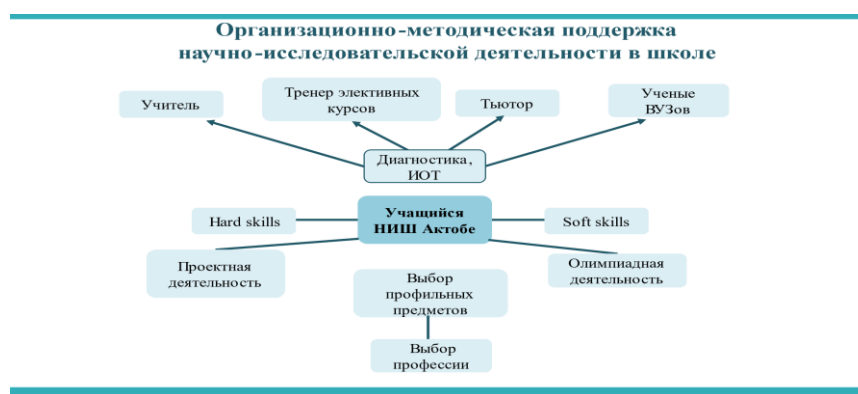 Организационно-методическая поддержка
научно-исследовательской деятельности в школе
Учитель
Тренер элективных
курсов
Тьютор
Ученые
ВУЗов
Диагностика,
ИОТ
Hard skills
Учащийся
НИШ Актобе
Soft skills
Проектная
деятельность
Олимпиадная
деятельность
Выбор
профильных
предметов
Выбор
профессии